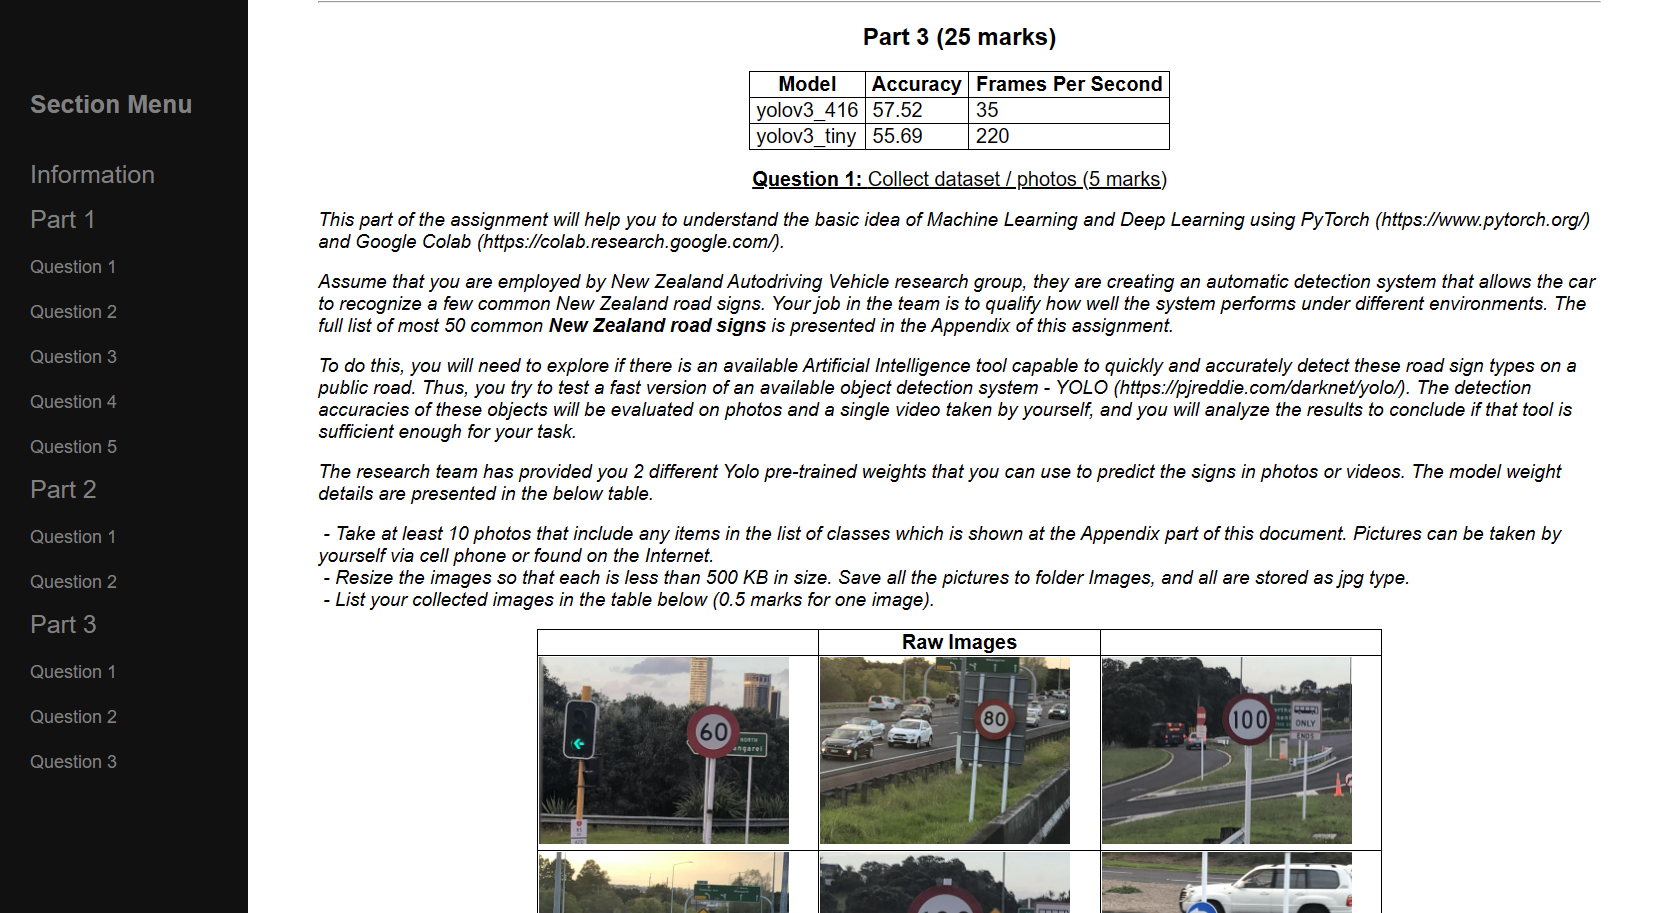 Section Menu
Information
Part 1
Question 1
Question 2
Question 3
Question 4
Question 5
Part 2
Question 1
Question 2
Part 3
Question 1
Question 2
Question 3
Part 3 (25 marks)
Model Accuracy Frames Per Second
yolov3_416 57.52 35
yolov3_tiny 55.69 220
Question 1: Collect dataset / photos (5 marks)
This part of the assignment will help you to understand the basic idea of Machine Learning and Deep Learning using PyTorch (https://www.pytorch.org/)
and Google Colab (https://colab.research.google.com/).
Assume that you are employed by New Zealand Autodriving Vehicle research group, they are creating an automatic detection system that allows the car
to recognize a few common New Zealand road signs. Your job in the team is to qualify how well the system performs under different environments. The
full list of most 50 common New Zealand road signs is presented in the Appendix of this assignment.
To do this, you will need to explore if there is an available Artificial Intelligence tool capable to quickly and accurately detect these road sign types on a
public road. Thus, you try to test a fast version of an available object detection system - YOLO (https://pjreddie.com/darknet/yolo/). The detection
accuracies of these objects will be evaluated on photos and a single video taken by yourself, and you will analyze the results to conclude if that tool is
sufficient enough for your task.
The research team has provided you 2 different Yolo pre-trained weights that you can use to predict the signs in photos or videos. The model weight
details are presented in the below table.
- Take at least 10 photos that include any items in the list of classes which is shown at the Appendix part of this document. Pictures can be taken by
yourself via cell phone or found on the Internet.
- Resize the images so that each is less than 500 KB in size. Save all the pictures to folder Images, and all are stored as jpg type.
- List your collected images in the table below (0.5 marks for one image).
Raw Images
60
NORTH
ngarei
80
100
ONLY
ENDS